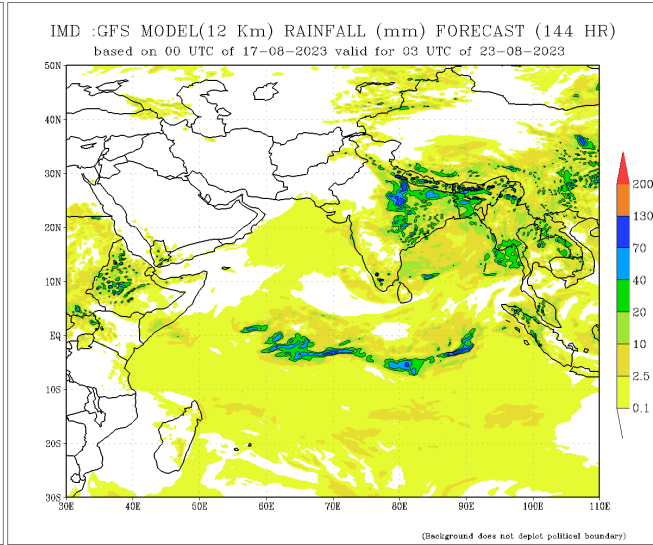 IMD :GFS MODEL(12 Km) RAINFALL (mm) FORECAST (144 HR)
based on 00 UTC of 17-08-2023 valid for 03 UTC of 23-08-2023
50N
40N
30N
20N
10N
EQ
10S
20S
30S
30E 40E 50E 60E 70E 80E 90E 100E 110E
200
130
70
40
20
10
2.5
0.1
(Background does not depict political boundary)